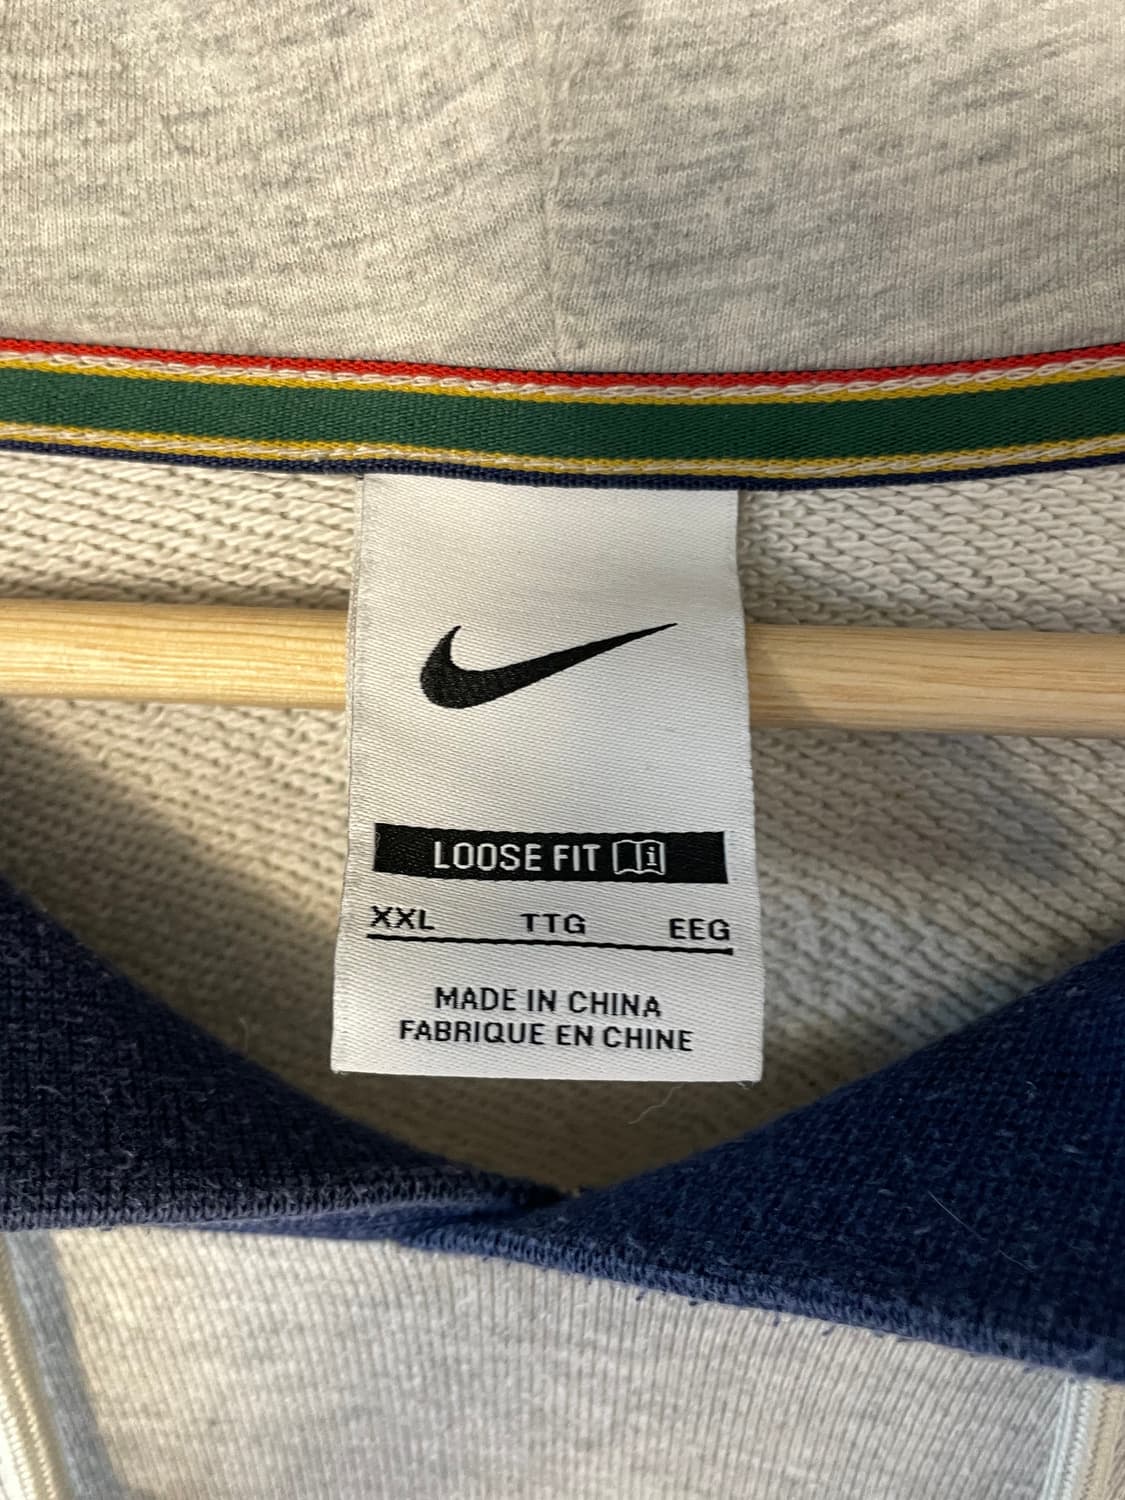 LOOSE FIT
XXL TTG EEG
MADE IN CHINA
FABRIQUE EN CHINE